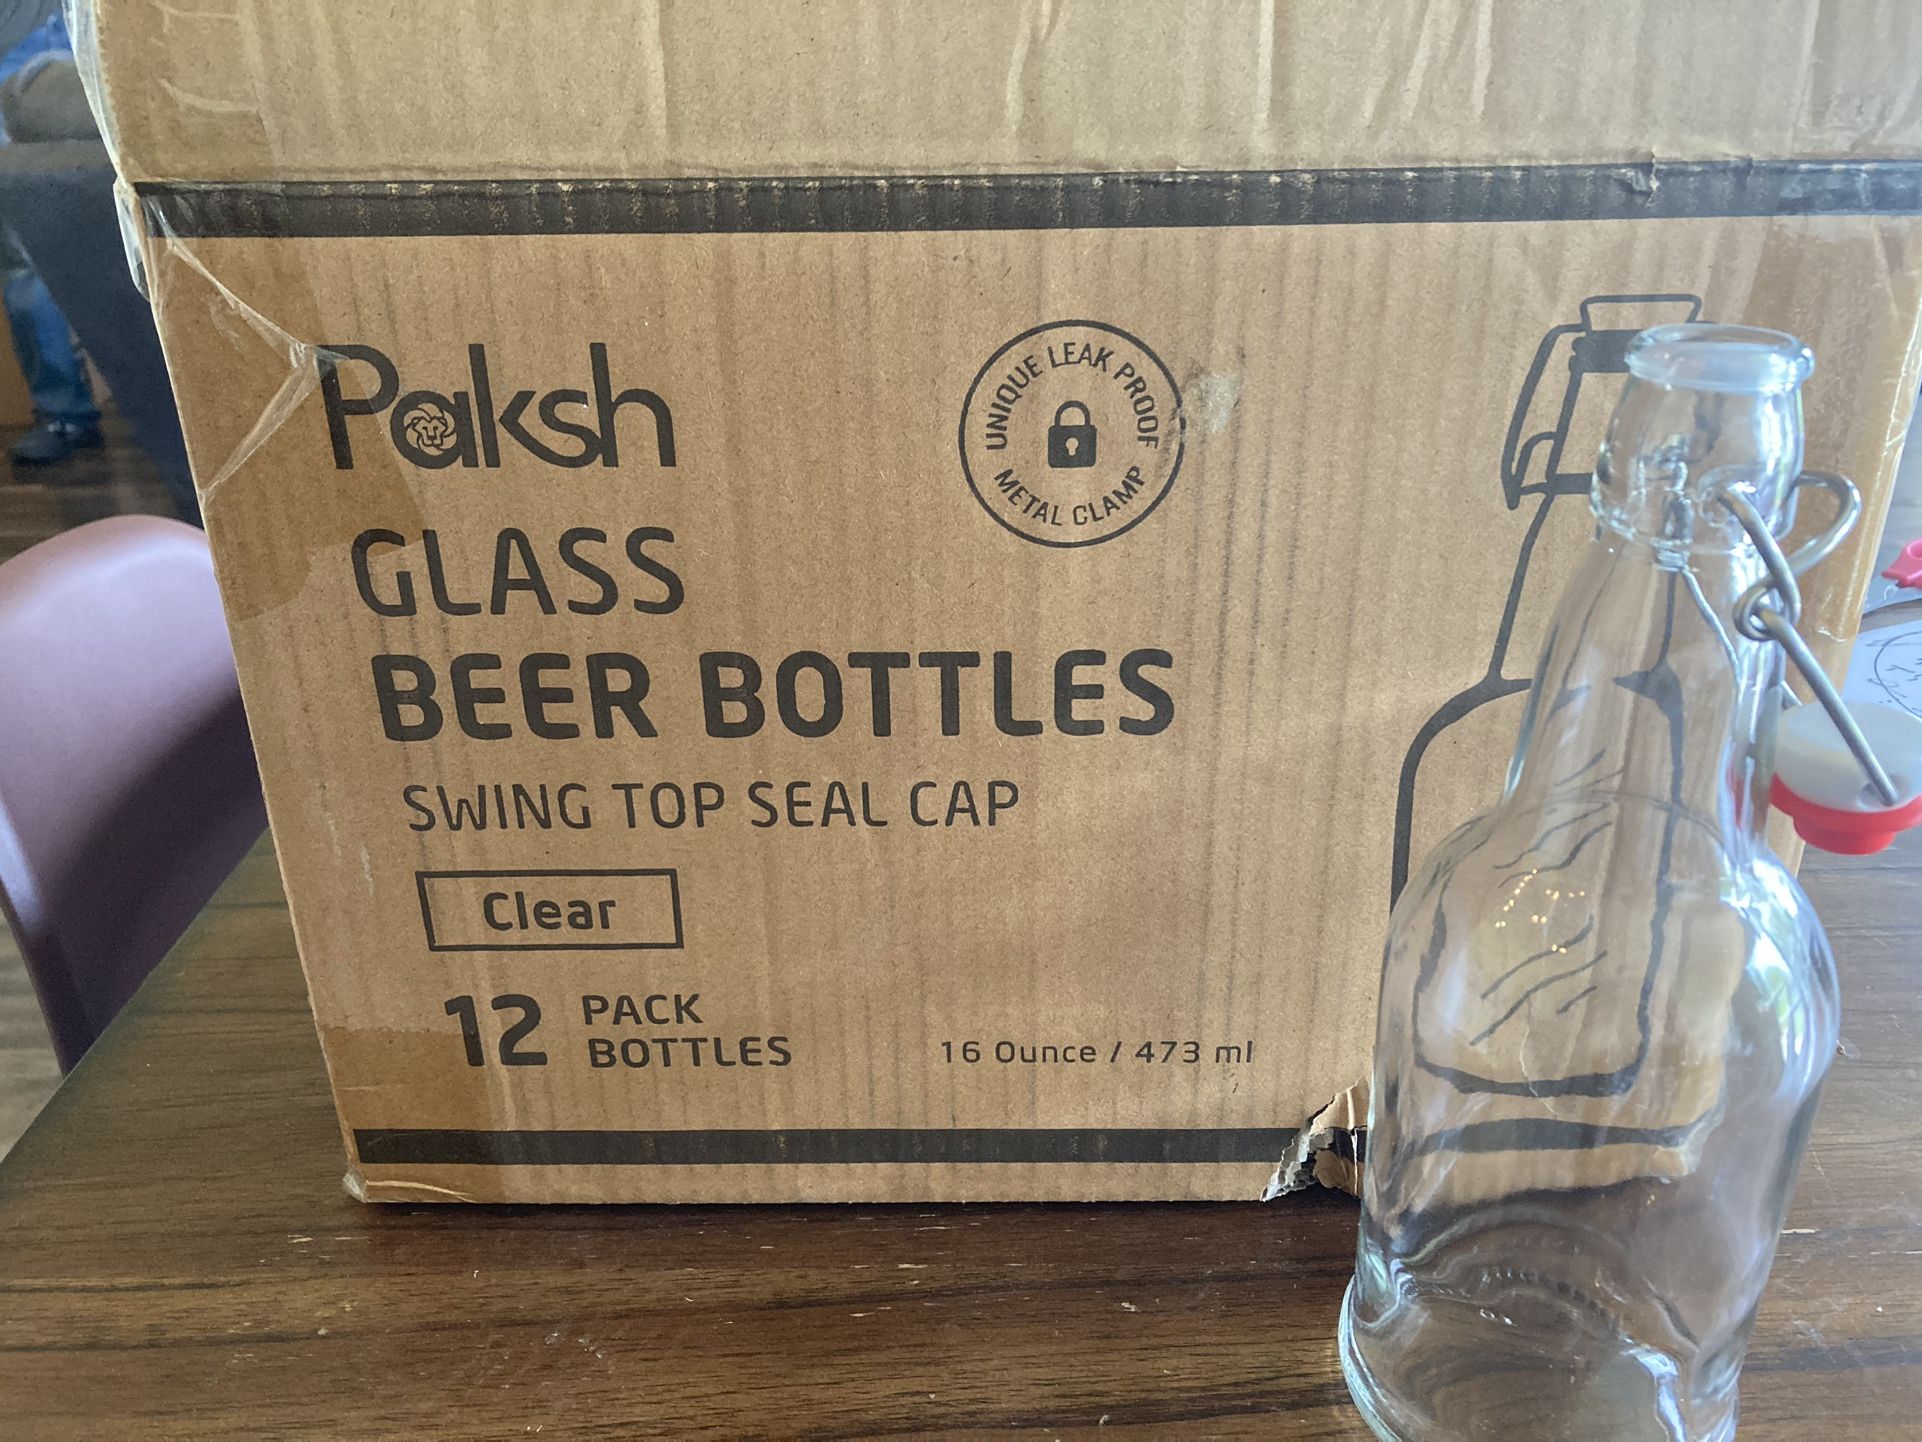 Paksh
UNIQUE LEAK PROOF
METAL CLAMP
GLASS
BEER BOTTLES
SWING TOP SEAL CAP
Clear
12 PACK
BOTTLES
16 Ounce / 473 ml